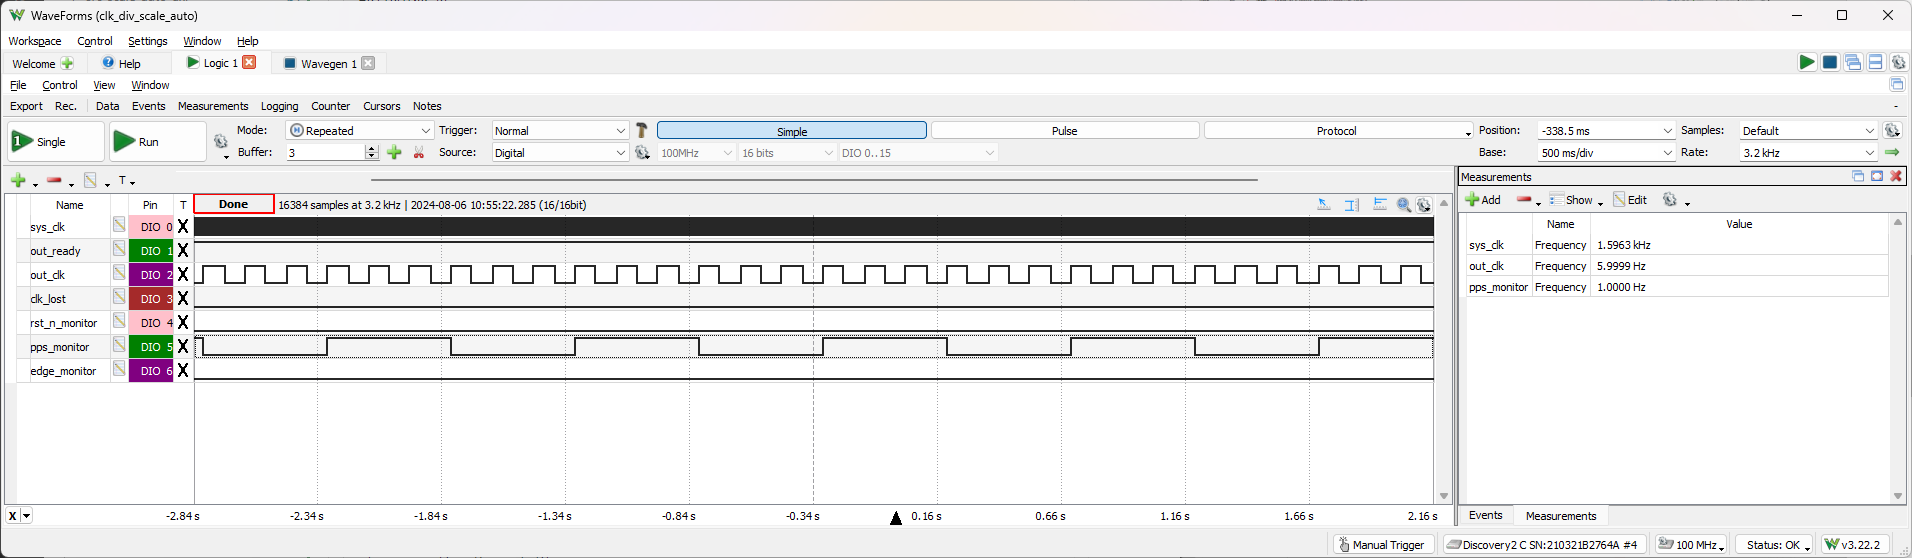 WaveForms (clk_div_scale_auto)
Workspace Control Settings Window Help
Welcome Help Logic 1 Wavegen 1
File Control View Window
Export Rec. Data Events Measurements Logging Counter Cursors Notes
1 Single Run Mode: Repeated Trigger: Normal Simple Pulse Protocol Position: -338.5 ms Samples: Default
Buffer: 3 Source: Digital 100MHz 16 bits DIO 0..15 Base: 500 ms/div Rate: 3.2 kHz
T
Name Pin T Done 16384 samples at 3.2 kHz | 2024-08-06 10:55:22.285 (16/16bit)
sys_clk DIO 0 X
out_ready DIO 1 X
out_clk DIO 2 X
clk_lost DIO 3 X
rst_n_monitor DIO 4 X
pps_monitor DIO 5 X
edge_monitor DIO 6 X
X -2.84 s -2.34 s -1.84 s -1.34 s -0.84 s -0.34 s 0.16 s 0.66 s 1.16 s 1.66 s 2.16 s
Measurements
Add Show Edit
Name Value
sys_clk Frequency 1.5963 kHz
out_clk Frequency 5.9999 Hz
pps_monitor Frequency 1.0000 Hz
Events Measurements
Manual Trigger Discovery2 C SN:210321B2764A #4 100 MHz Status: OK v3.22.2